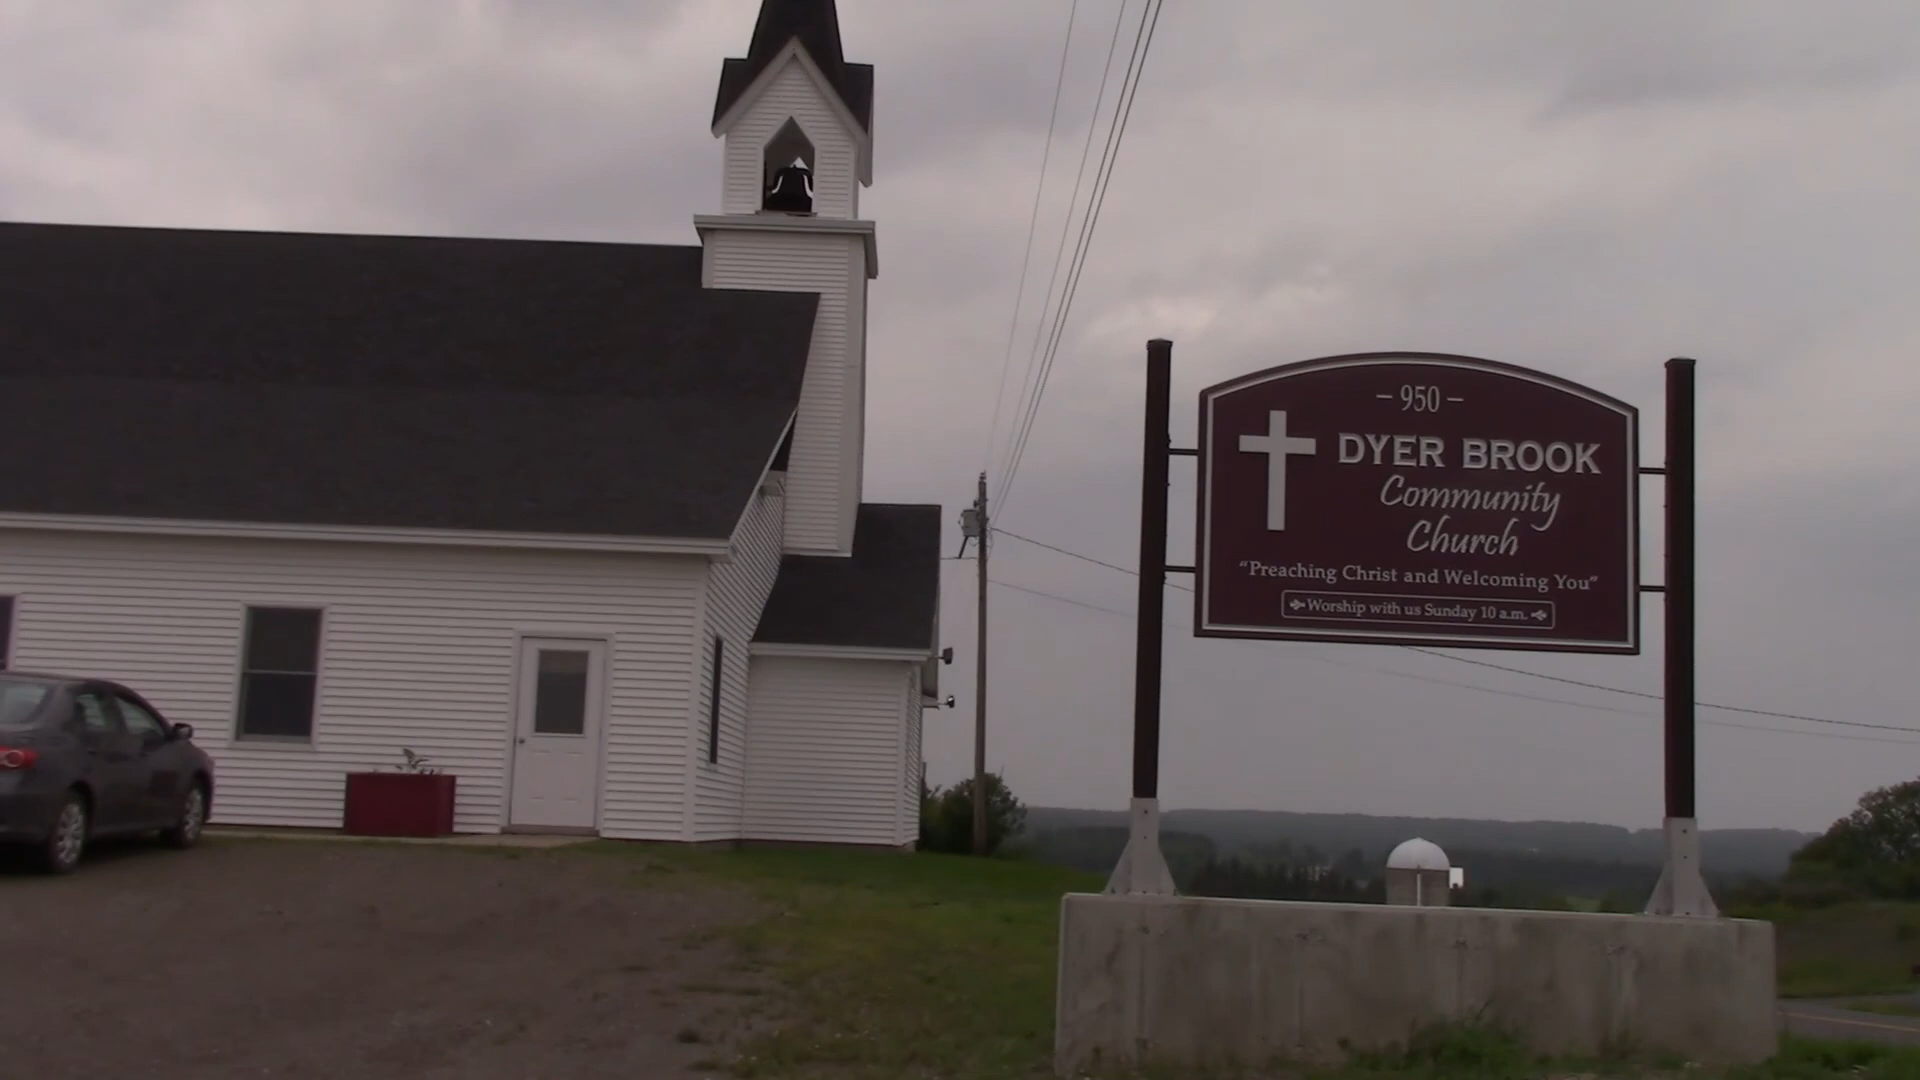 – 950 –
DYER BROOK
Community
Church
“Preaching Christ and Welcoming You”
Worship with us Sunday 10 a.m.